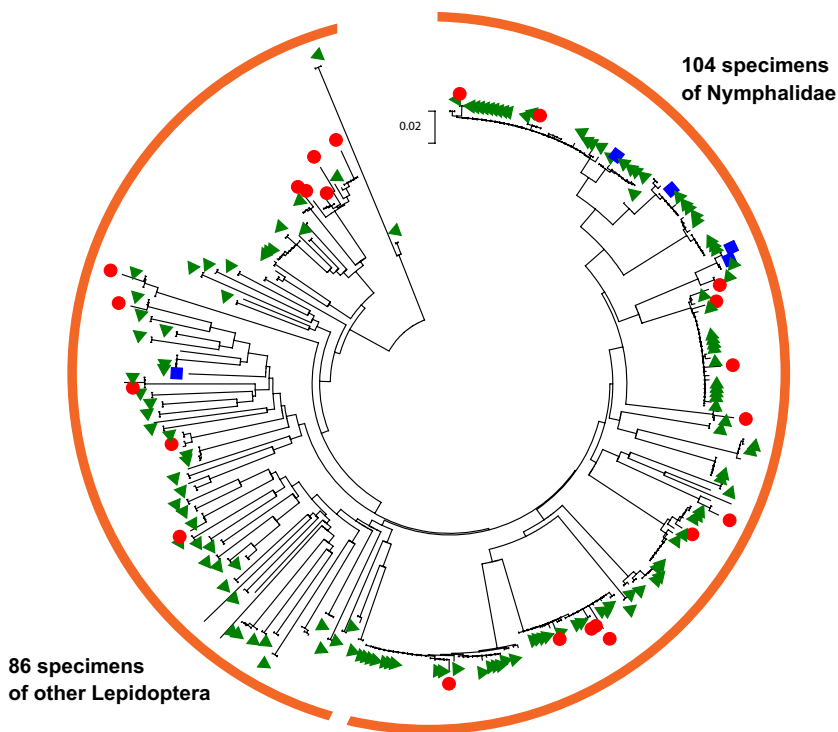 104 specimens
of Nymphalidae
0.02
86 specimens
of other Lepidoptera